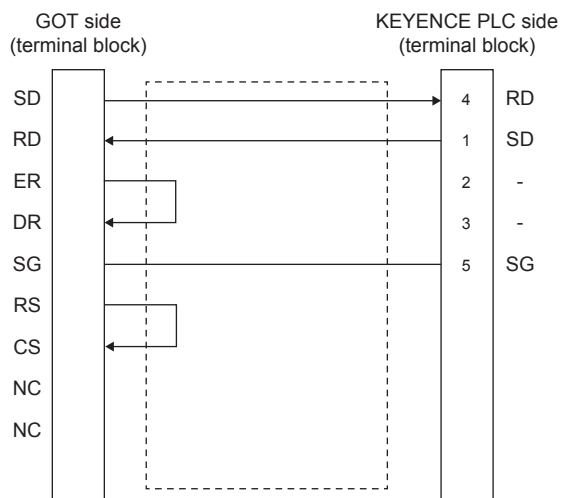 GOT side
(terminal block)
KEYENCE PLC side
(terminal block)
SD 4 RD
RD 1 SD
ER 2 -
DR 3 -
SG 5 SG
RS
CS
NC
NC